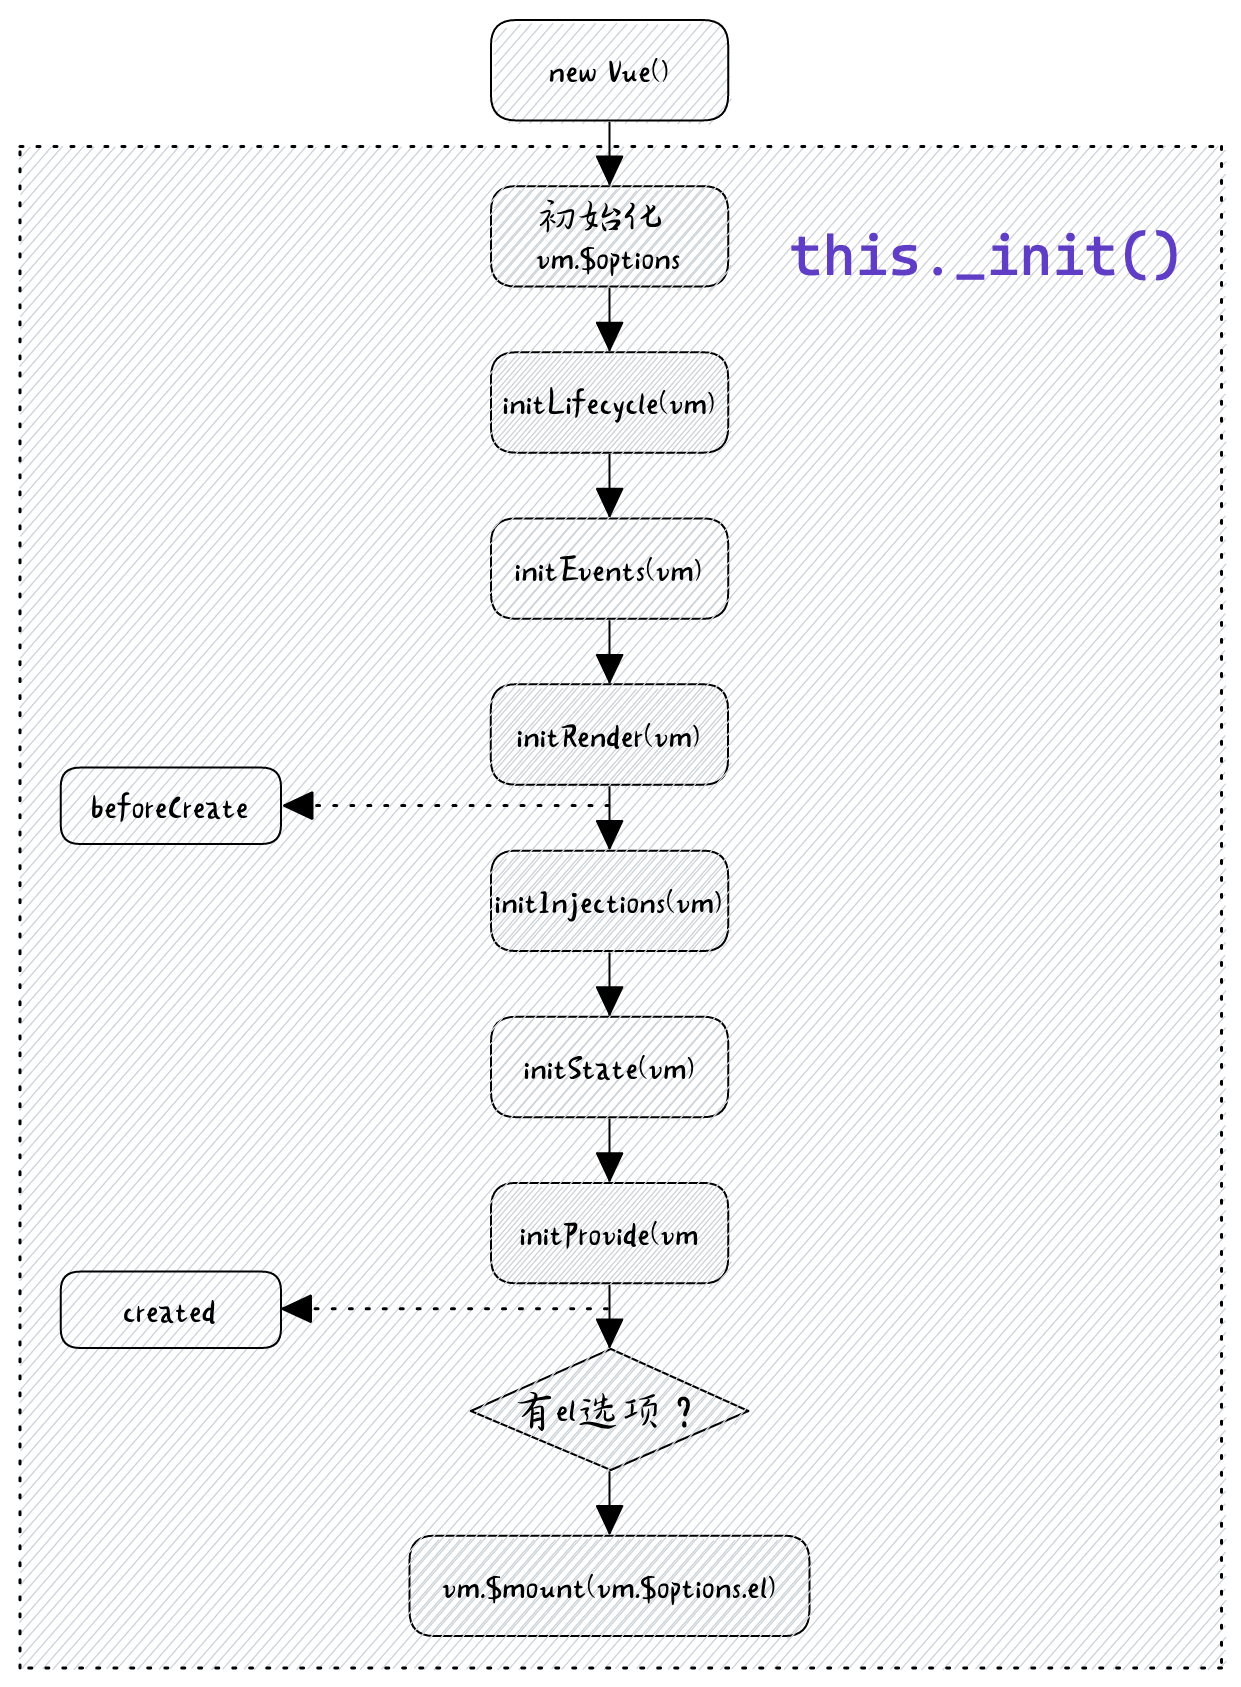 new Vue()
初始化
vm.$options
this._init()
initLifecycle(vm)
initEvents(vm)
initRender(vm)
beforeCreate
initInjections(vm)
initState(vm)
initProvide(vm
created
有el选项？
vm.$mount(vm.$options.el)